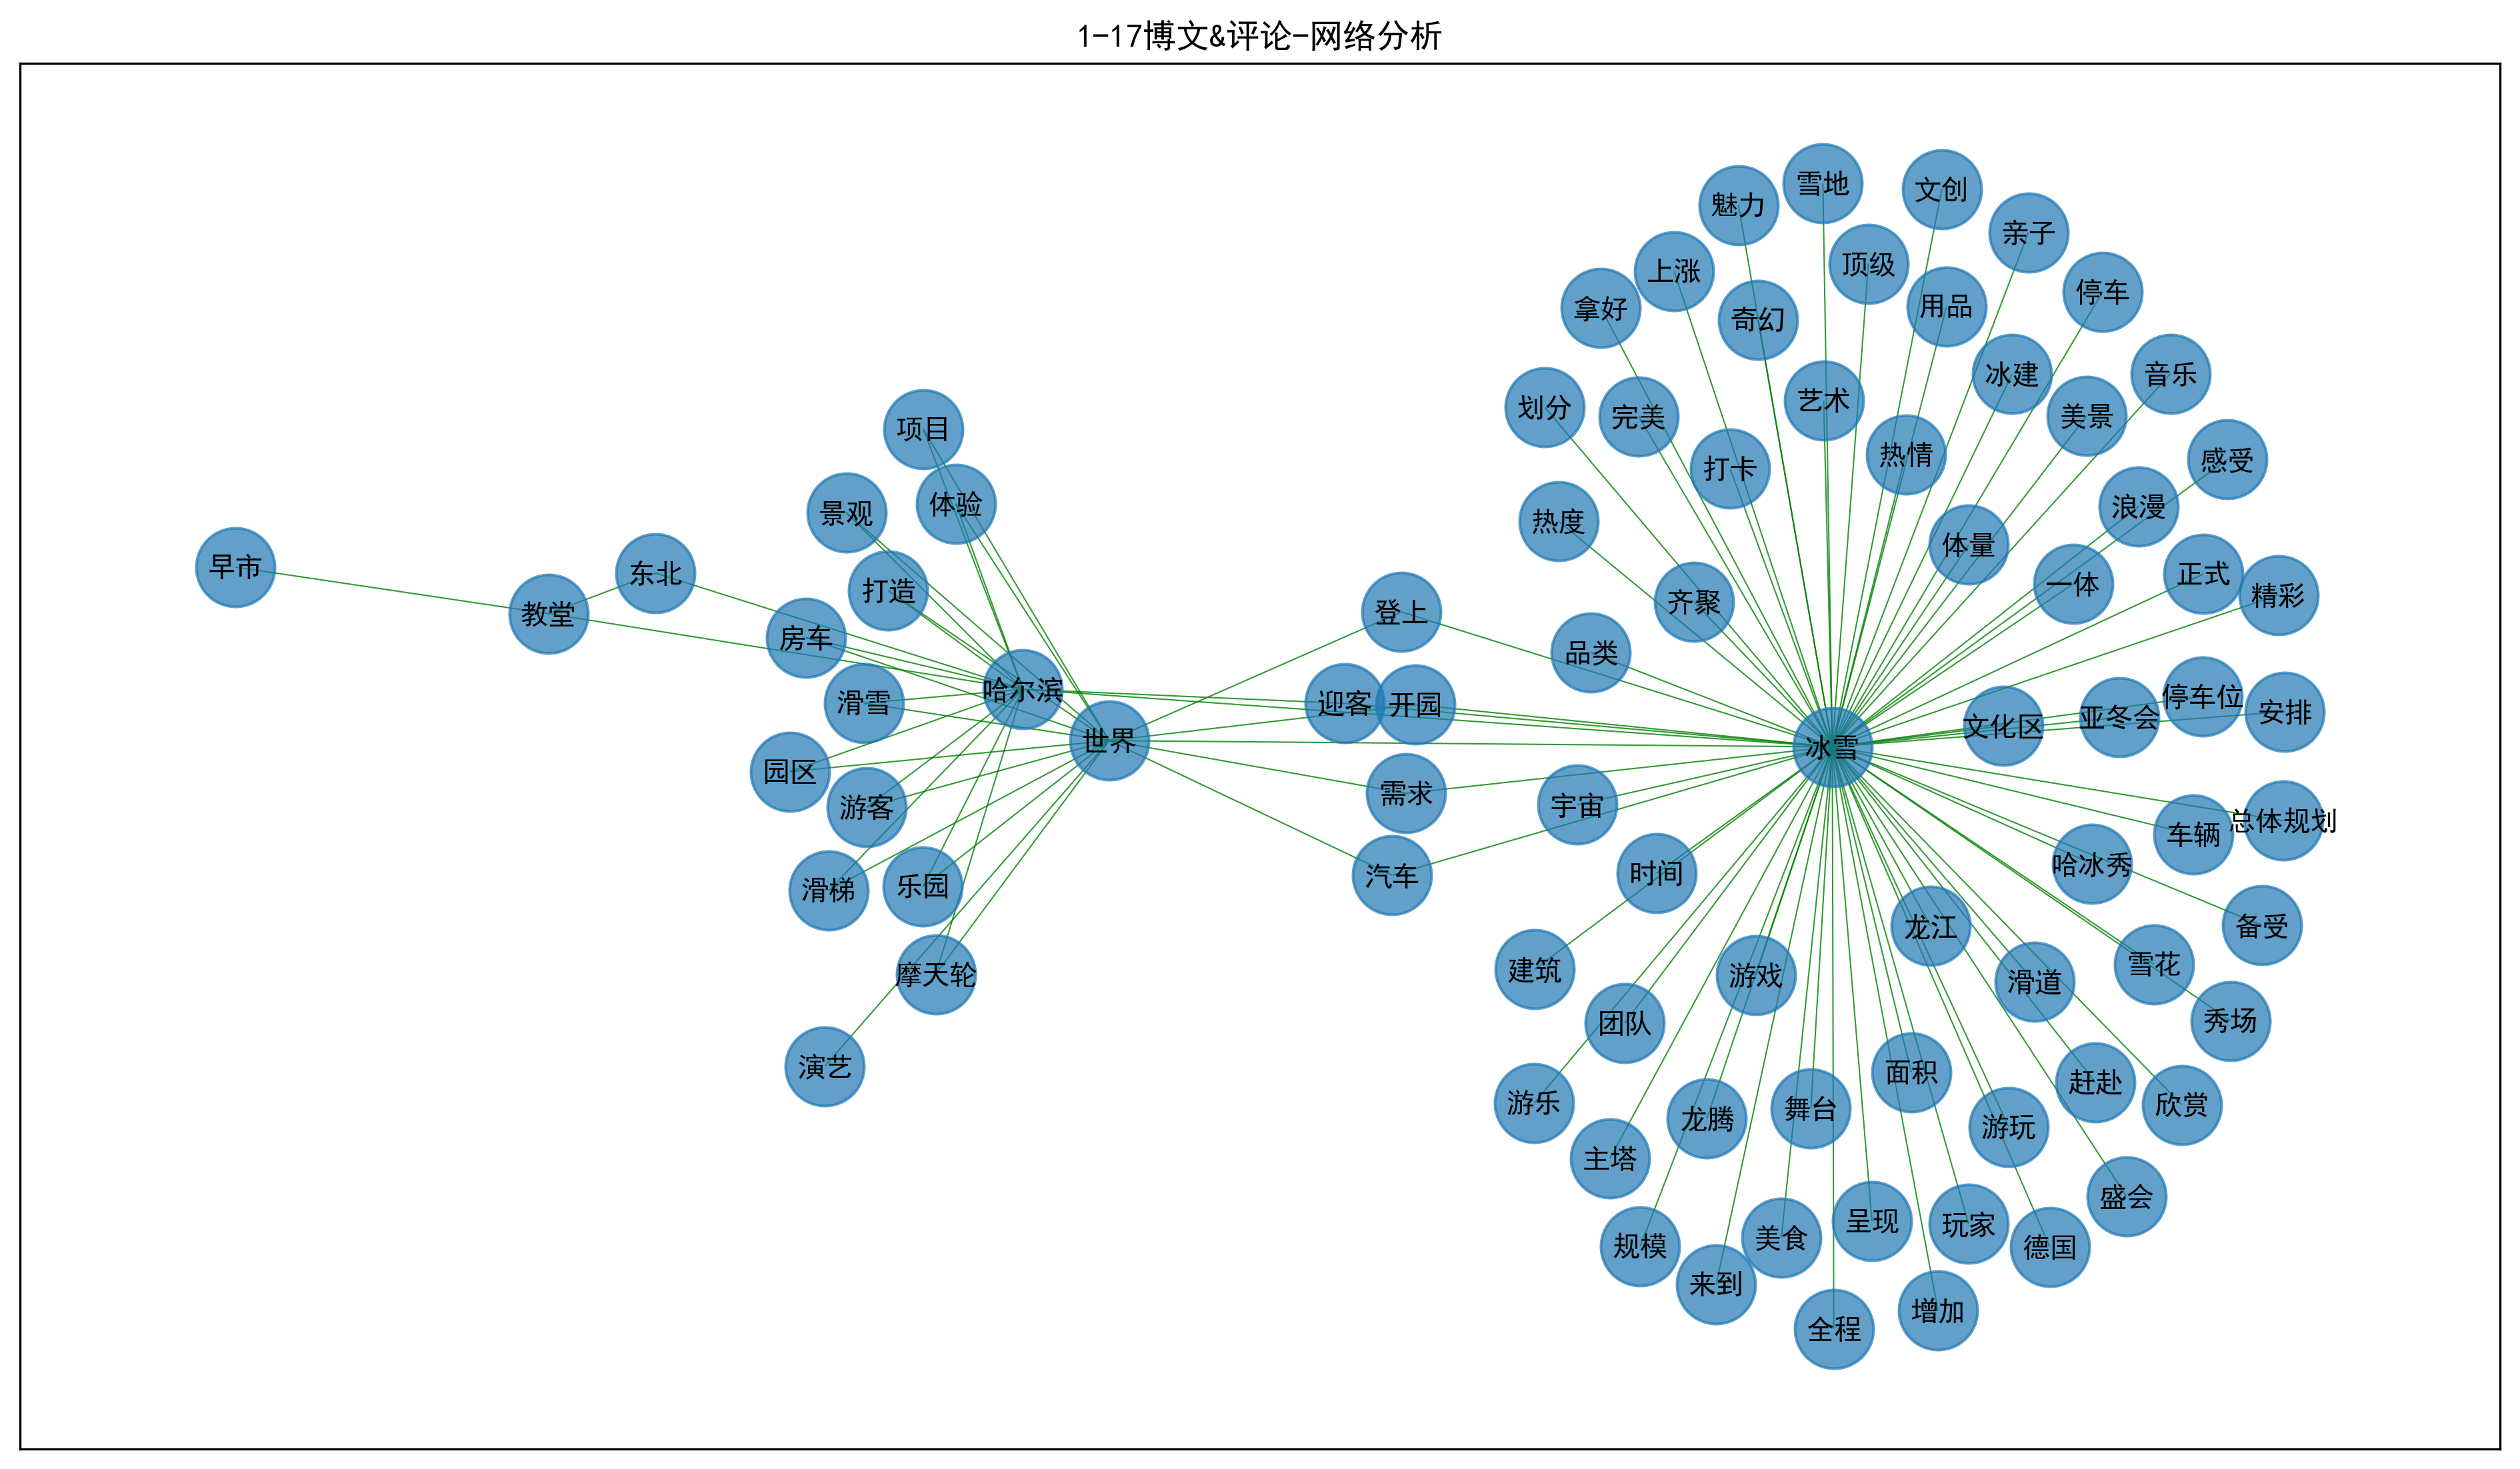 1-17博文&评论-网络分析
雪地
文创
魅力
亲子
顶级
上涨
停车
用品
拿好
奇幻
冰建
音乐
艺术
划分
完美
美景
项目
热情
感受
打卡
体验
浪漫
景观
热度
体量
早市
东北
正式
一体
打造
精彩
齐聚
登上
教堂
房车
品类
哈尔滨
停车位
滑雪
迎客
开园
安排
亚冬会
文化区
世界
冰雪
园区
需求
宇宙
游客
总体规划
车辆
哈冰秀
时间
汽车
乐园
滑梯
备受
龙江
雪花
建筑
摩天轮
游戏
滑道
秀场
团队
演艺
面积
赶赴
游乐
欣赏
舞台
龙腾
游玩
主塔
盛会
呈现
玩家
美食
规模
德国
来到
增加
全程